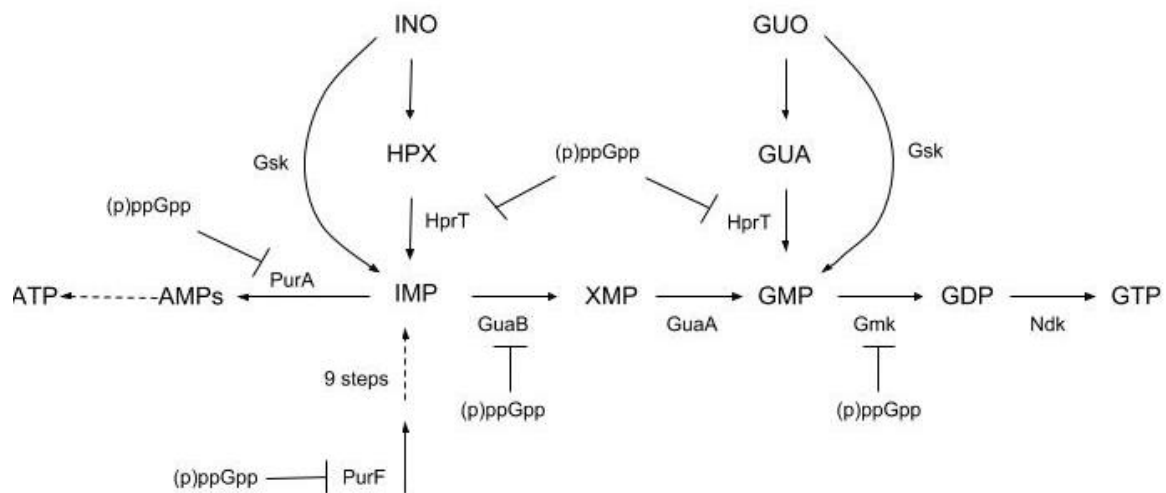 INO
GUO
Gsk
HPX
(p)ppGpp
GUA
Gsk
(p)ppGpp
HprT
HprT
ATP
AMPs
PurA
IMP
XMP
GMP
GDP
GTP
GuaB
GuaA
Gmk
Ndk
9 steps
(p)ppGpp
(p)ppGpp
(p)ppGpp
PurF